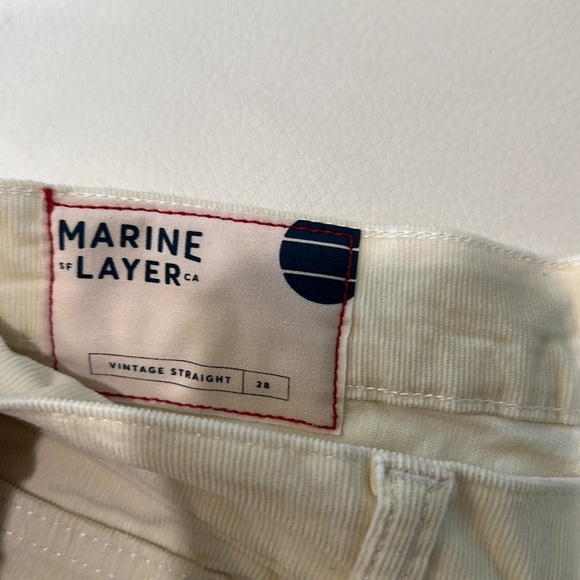 MARINE
SF LAYER CA
VINTAGE STRAIGHT 28